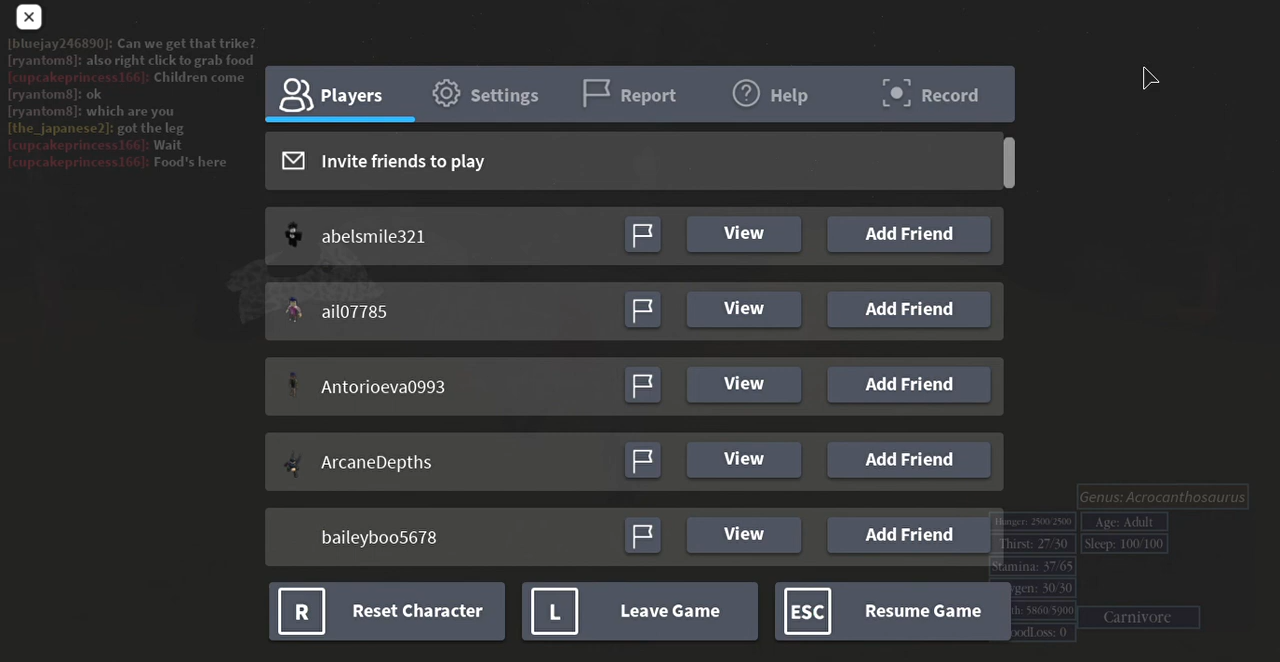 [bluejay246890]: Can we get that trike?
[ryantom8]: also right click to grab food
[cupcakeprincess166]: Children come
[ryantom8]: ok
[ryantom8]: which are you
[the_japanese2]: got the leg
[cupcakeprincess166]: Wait
[cupcakeprincess166]: Food's here
Players Settings Report Help Record
Invite friends to play
abelsmile321 View Add Friend
ail07785 View Add Friend
Antorioeva0993 View Add Friend
ArcaneDepths View Add Friend
baileyboo5678 View Add Friend
R Reset Character L Leave Game ESC Resume Game
Genus: Acrocanthosaurus
Hunger: 2500/2500 Age: Adult
Thirst: 27/30 Sleep: 100/100
Stamina: 37/65
30/30
5860/5900 Carnivore